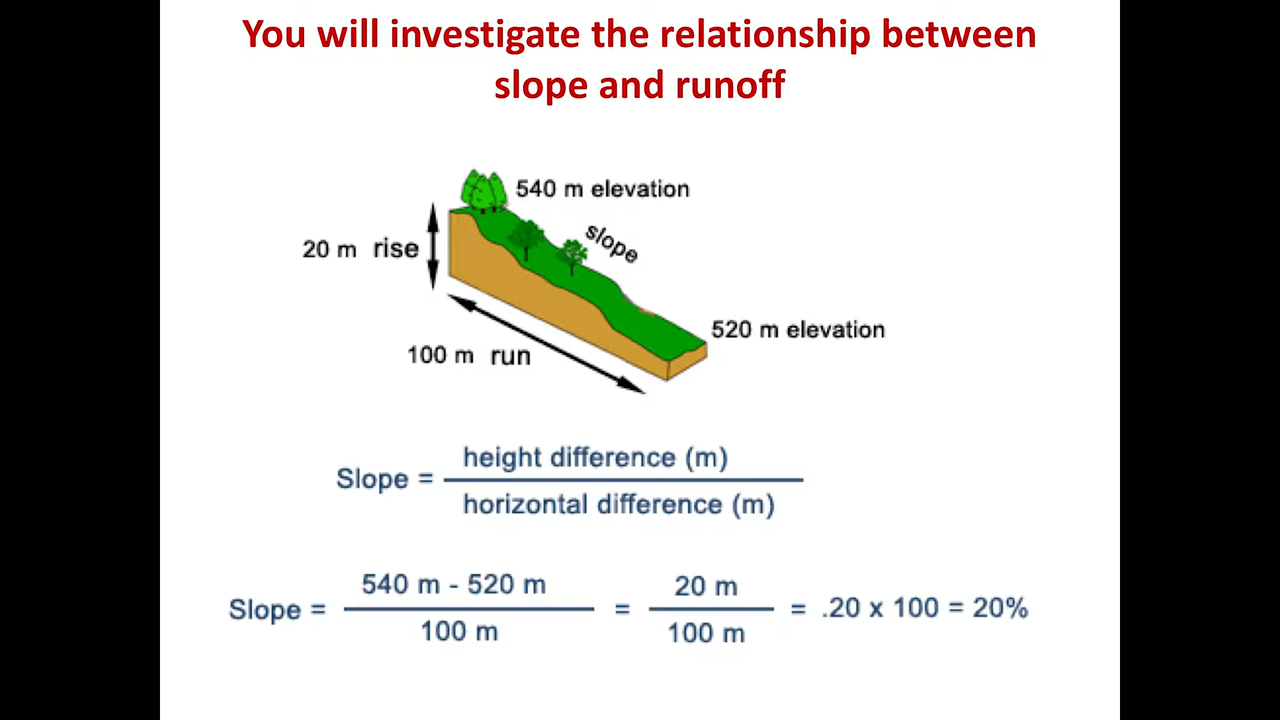 You will investigate the relationship between
slope and runoff
540 m elevation
slope
20 m rise
520 m elevation
100 m run
Slope = height difference (m)
horizontal difference (m)
Slope = 540 m - 520 m = 20 m = .20 x 100 = 20%
100 m 100 m